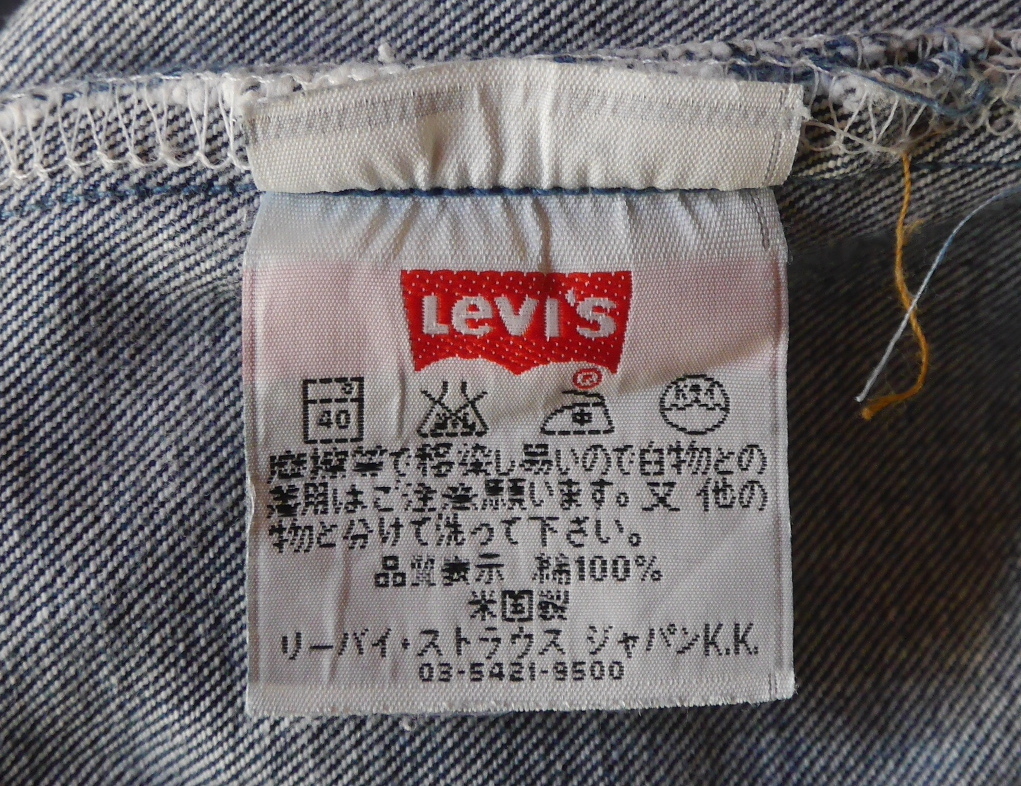 Levi's
®
40
中
摩擦等で移染し易いので白物との
着用はご注意願います。又 他の
物と分けて洗って下さい。
品質表示 綿100%
米国製
リーバイ・ストラウス ジャパンK.K.
03-5421-9500